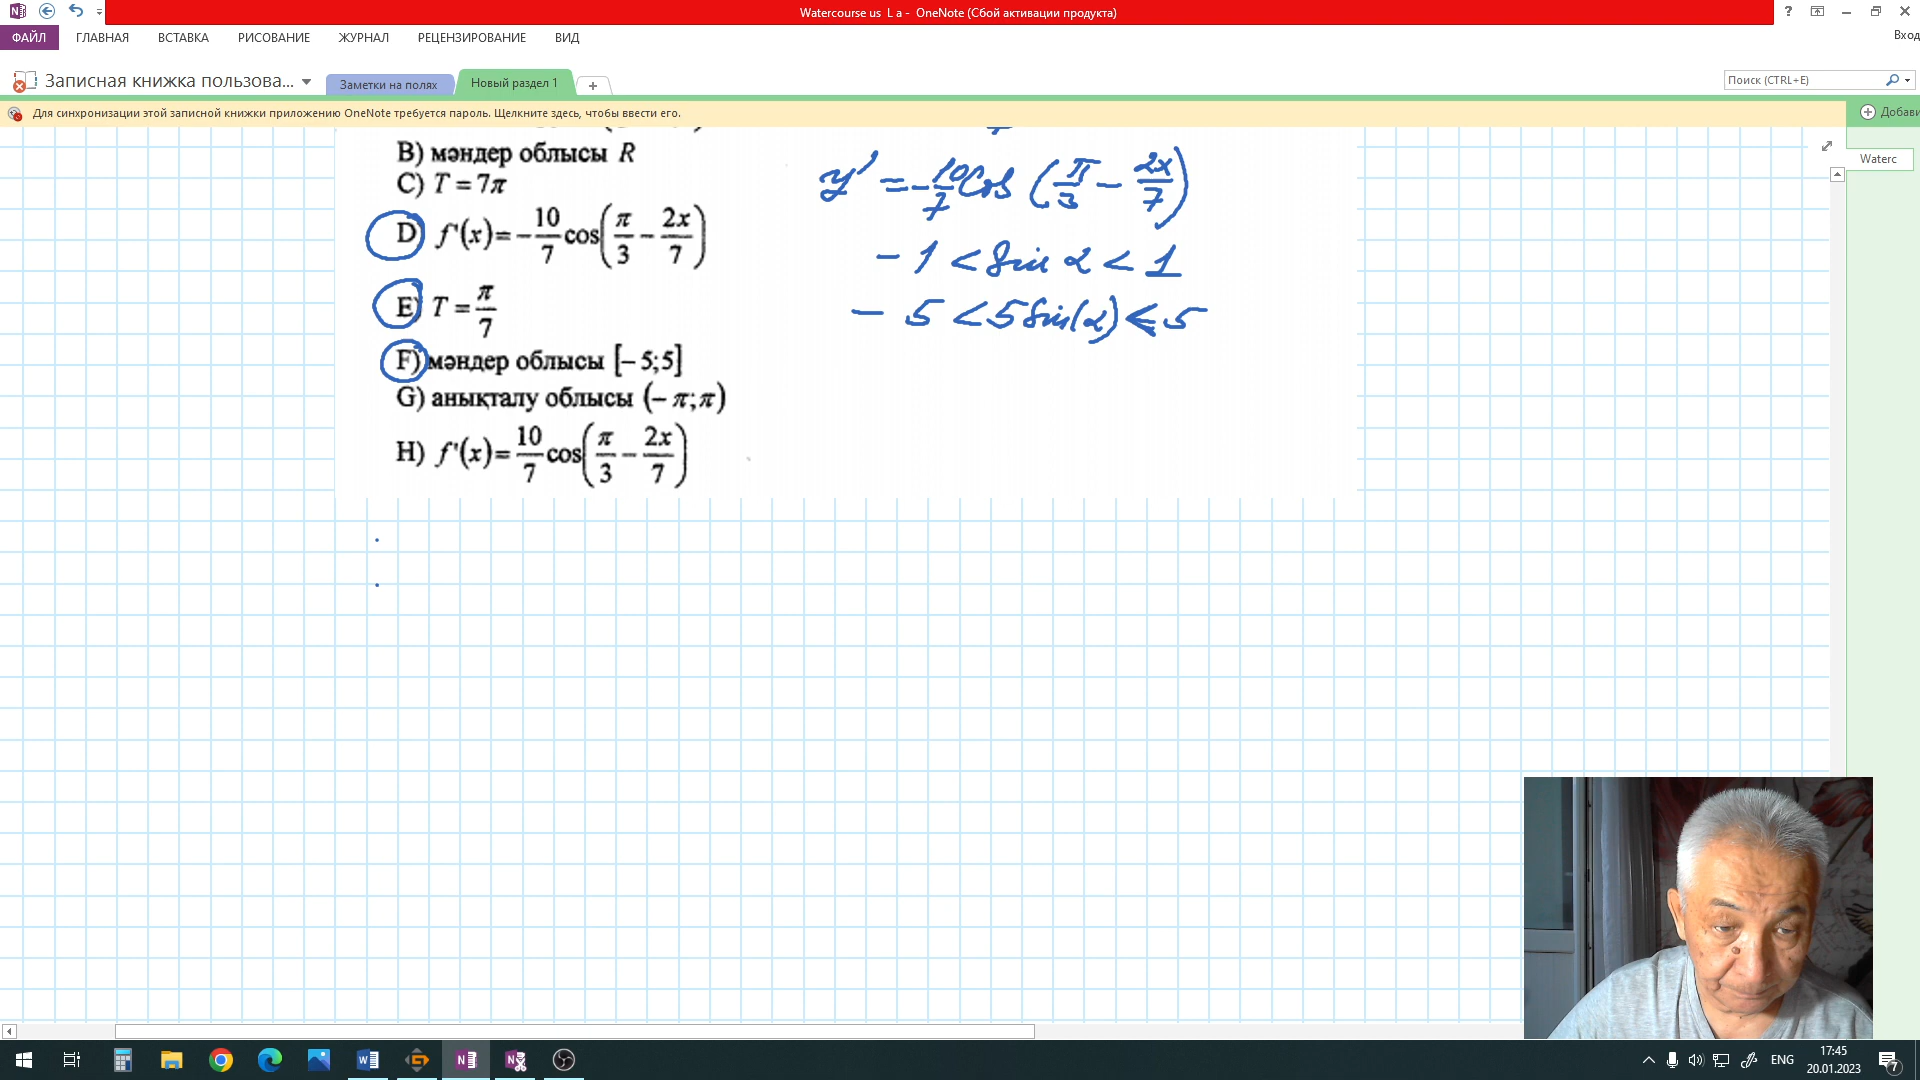 Watercourse us L a - OneNote (Сбой активации продукта)
ФАЙЛ ГЛАВНАЯ ВСТАВКА РИСОВАНИЕ ЖУРНАЛ РЕЦЕНЗИРОВАНИЕ ВИД
Вход
Записная книжка пользова... Заметки на полях Новый раздел 1
Поиск (CTRL+E)
Для синхронизации этой записной книжки приложению OneNote требуется пароль. Щелкните здесь, чтобы ввести его.
Добави
Waterc
B) мәндер облысы R
C) T = 7π
D) f'(x)= -10/7 cos(π/3 - 2x/7)
E) T = π/7
F) мәндер облысы [- 5;5]
G) анықталу облысы (- π;π)
H) f'(x)= 10/7 cos(π/3 - 2x/7)
y' = -10/7 Cos (π/3 - 2x/7)
- 1 < Sin α < 1
- 5 < 5 Sin(α) ≤ 5
ENG
17:45
20.01.2023
7